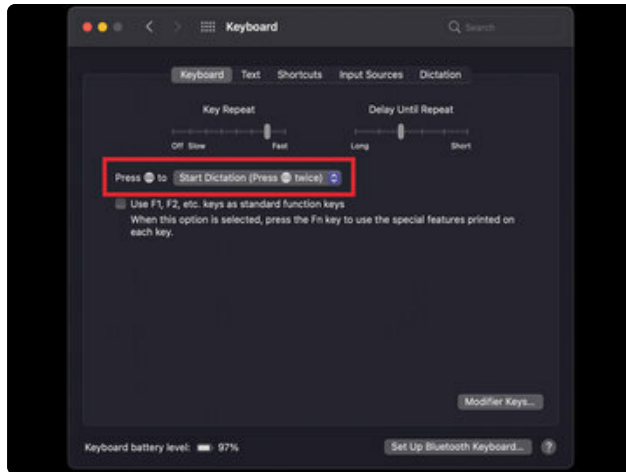 Keyboard
Search
Keyboard Text Shortcuts Input Sources Dictation
Key Repeat Delay Until Repeat
Off Slow Fast Long Short
Press 🌐 to Start Dictation (Press 🌐 twice)
Use F1, F2, etc. keys as standard function keys
When this option is selected, press the Fn key to use the special features printed on
each key.
Modifier Keys...
Keyboard battery level: 97% Set Up Bluetooth Keyboard... ?